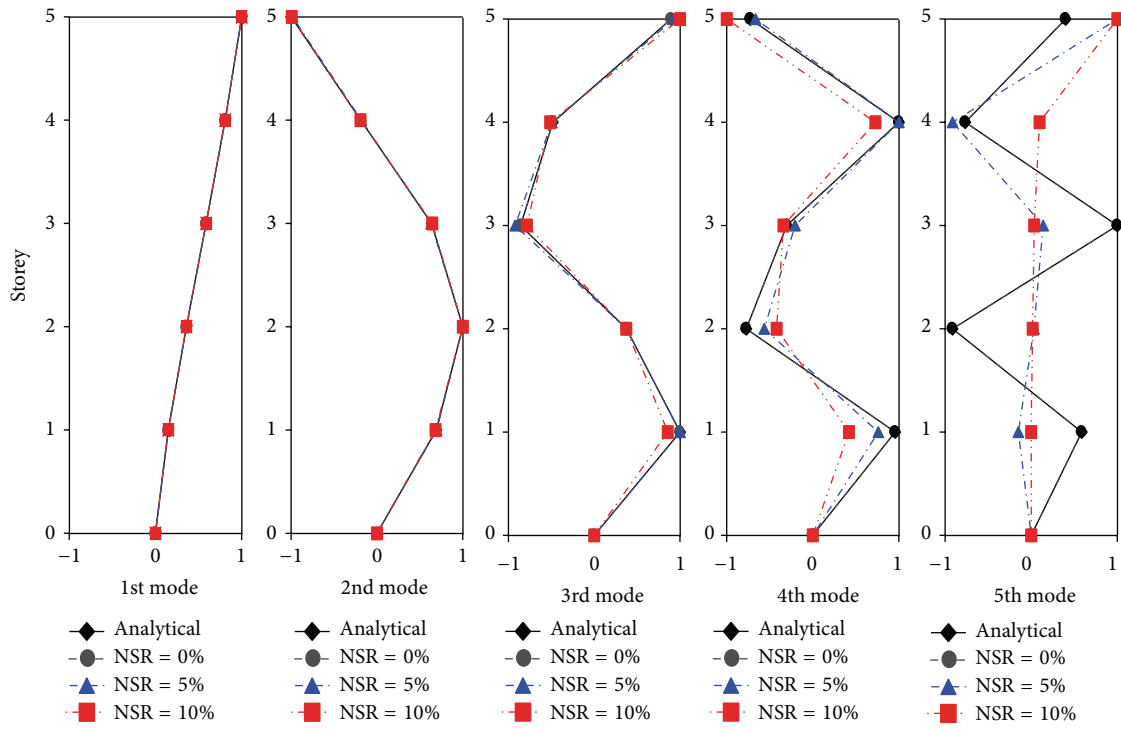 Storey
5
4
3
2
1
0
−1
0
1
1st mode
Analytical
NSR = 0%
NSR = 5%
NSR = 10%
5
4
3
2
1
0
−1
0
1
2nd mode
Analytical
NSR = 0%
NSR = 5%
NSR = 10%
5
4
3
2
1
0
−1
0
1
3rd mode
Analytical
NSR = 0%
NSR = 5%
NSR = 10%
5
4
3
2
1
0
−1
0
1
4th mode
Analytical
NSR = 0%
NSR = 5%
NSR = 10%
5
4
3
2
1
0
−1
0
1
5th mode
Analytical
NSR = 0%
NSR = 5%
NSR = 10%